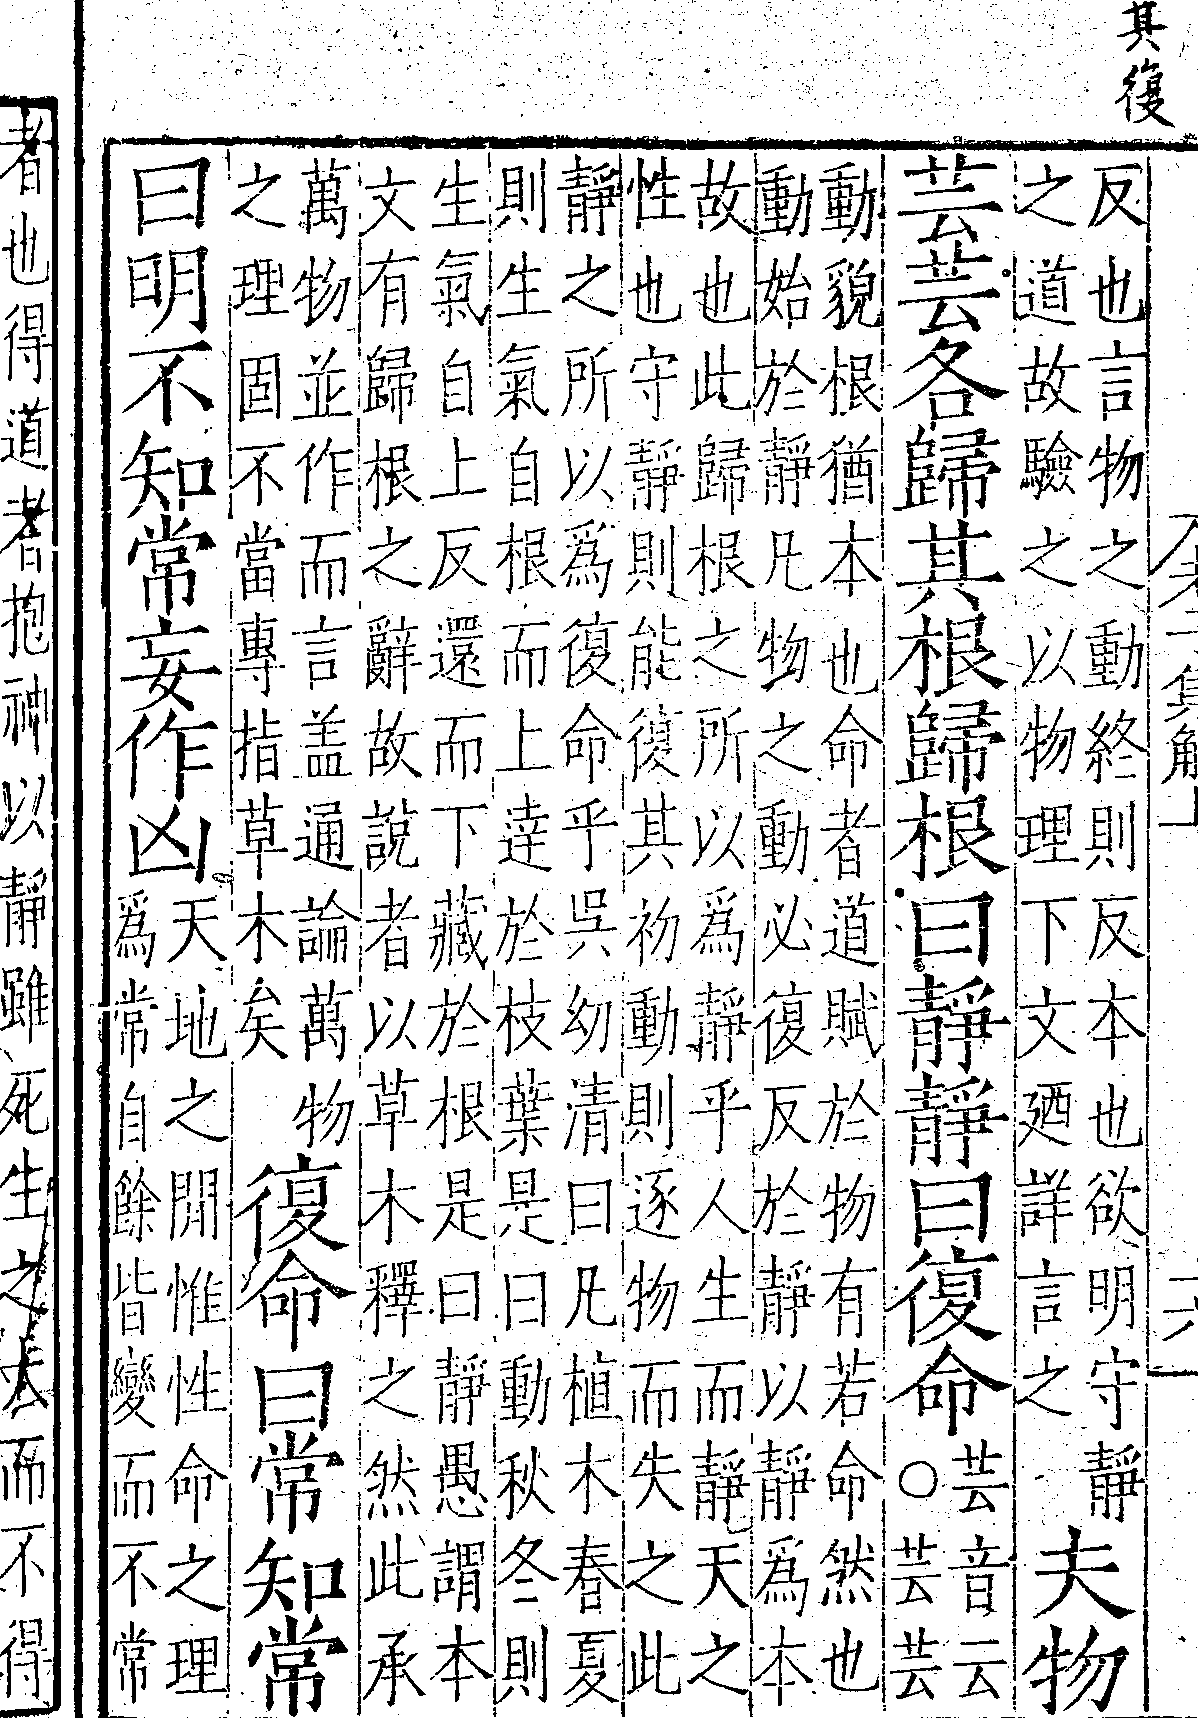 其復
反也言物之動終則反本也欲明守靜
之道故驗之以物理下文廼詳言之
夫物
芸芸各歸其根歸根曰靜靜曰復命
芸音云
○芸芸
動貌根猶本也命者道賦於物有若命然也
動始於靜凡物之動必復反於靜以靜爲本
故也此歸根之所以爲靜乎人生而靜天之
性也守靜則能復其初動則逐物而失之此
靜之所以爲復命乎吳幼清曰凡植木春夏
則生氣自根而上達於枝葉是曰動秋冬則
生氣自上反還而下藏於根是曰靜愚謂本
文有歸根之辭故說者以草木釋之然此承
萬物並作而言盖通論萬物
之理固不當專指草木矣
復命曰常知常
曰明不知常妄作凶
天地之閒惟性命之理
爲常自餘皆變而不常
者也得道者抱神以靜雖死生之大而不得